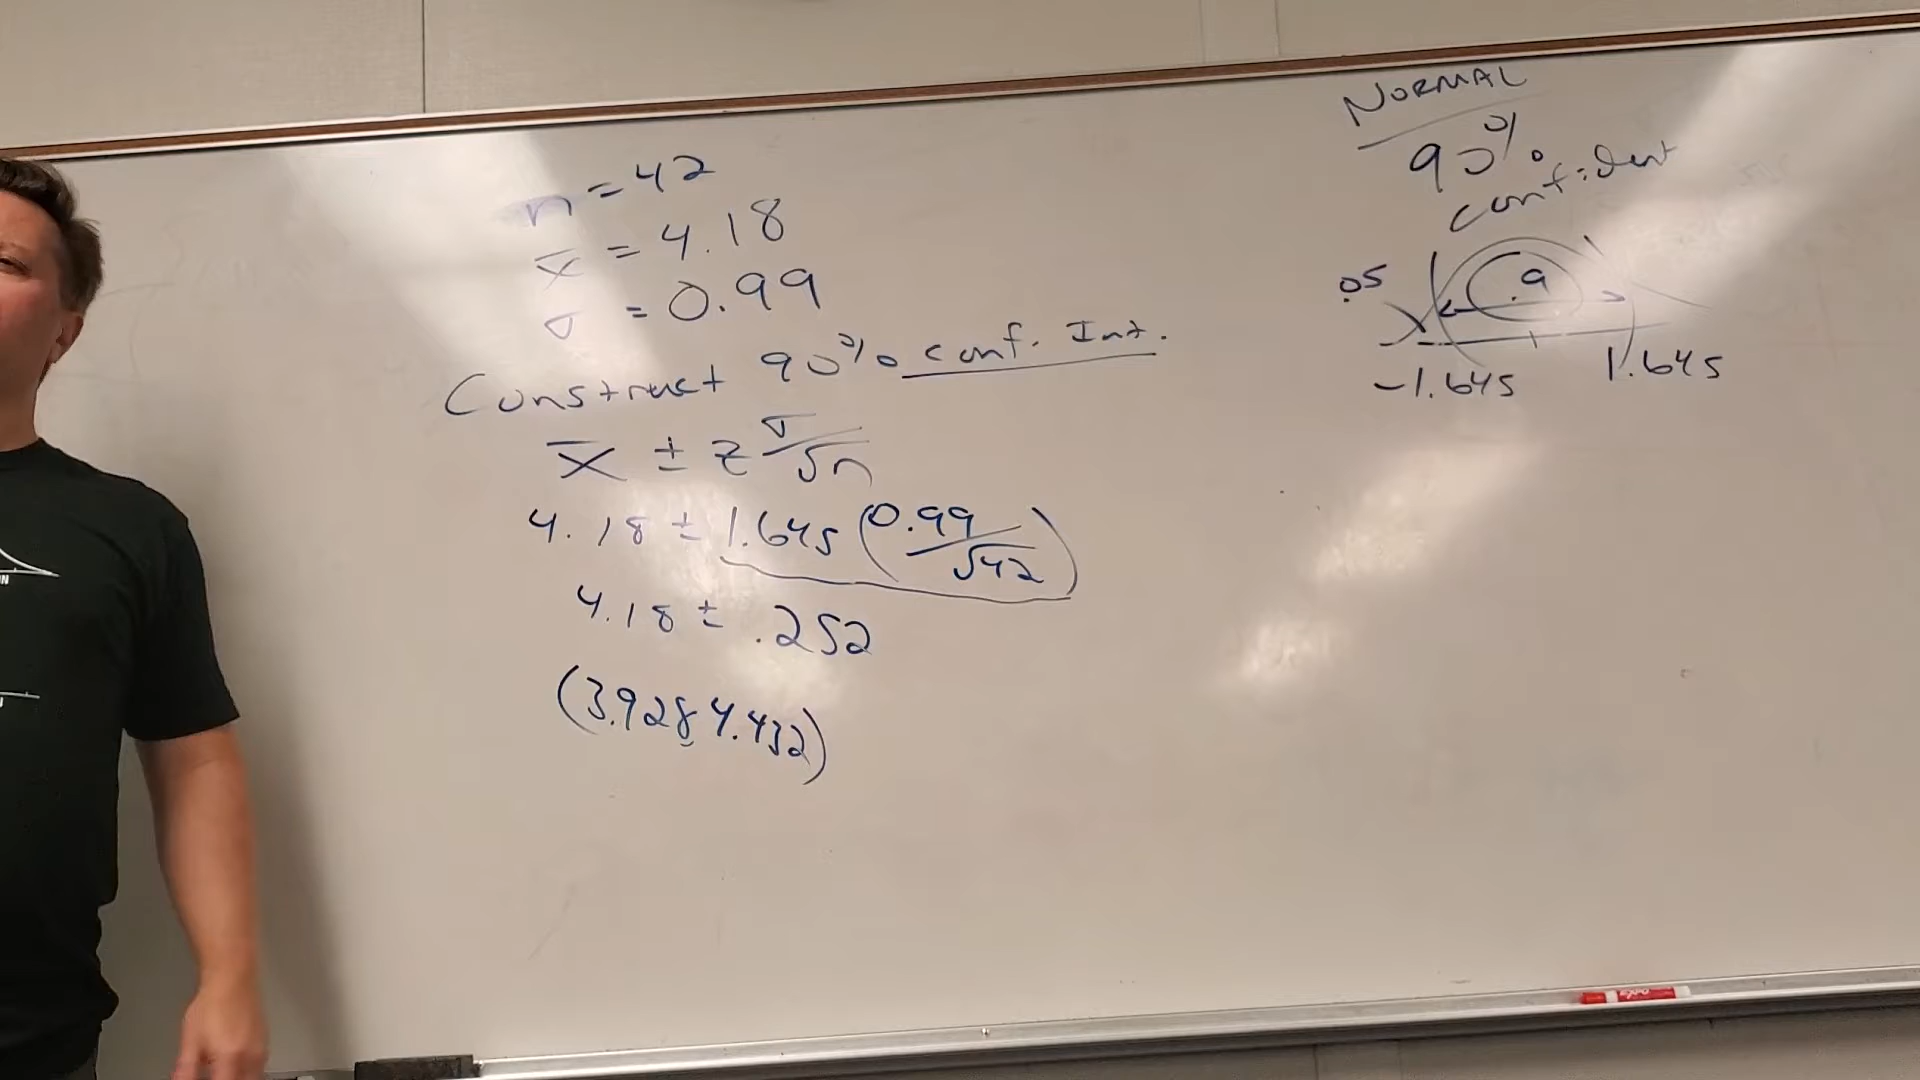 n = 42
x̄ = 4.18
σ = 0.99
Construct 90% conf. Int.
x̄ ± z σ/√n
4.18 ± 1.645 (0.99/√42)
4.18 ± .252
(3.928, 4.432)
NORMAL
90%
confident
.05 .9
-1.645 1.645
EXPO